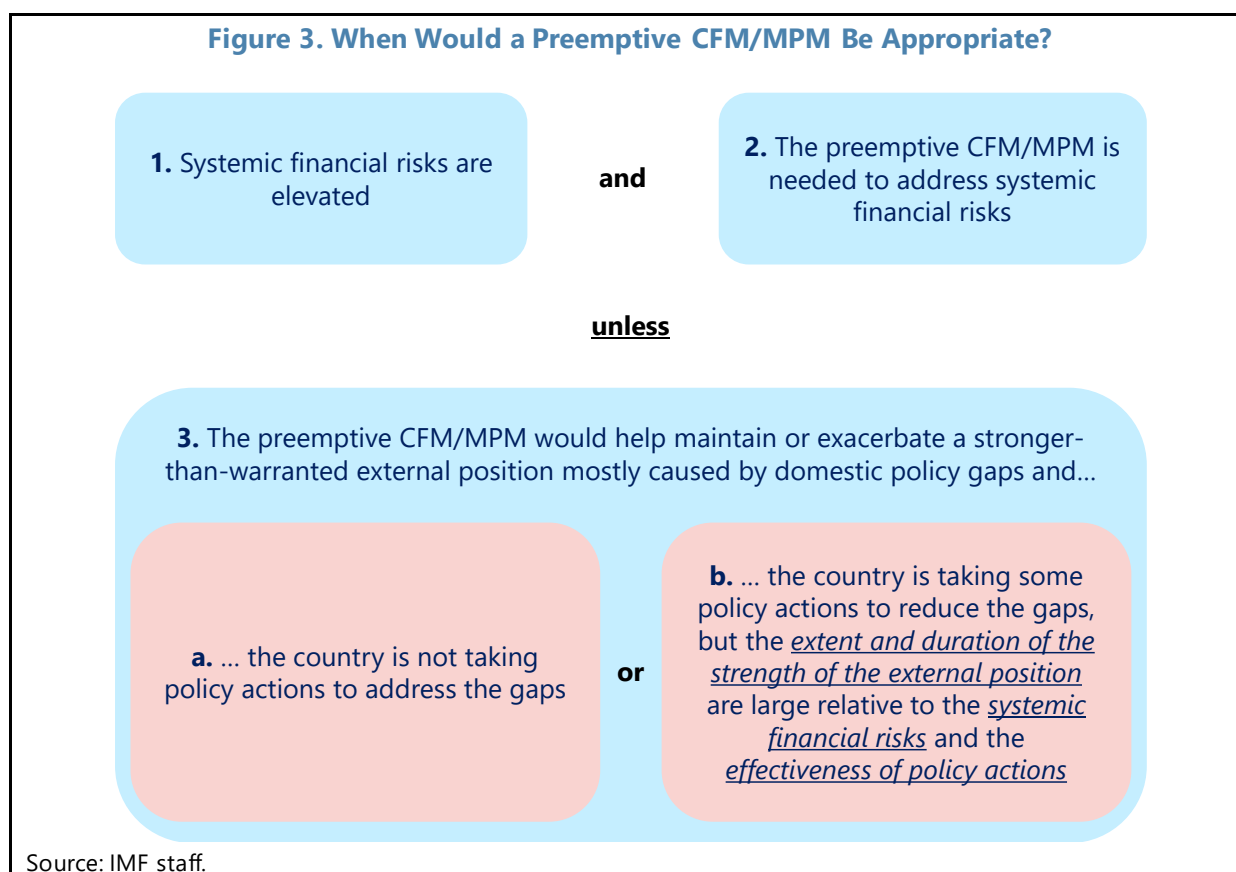 Figure 3. When Would a Preemptive CFM/MPM Be Appropriate?
1. Systemic financial risks are
elevated
and
2. The preemptive CFM/MPM is
needed to address systemic
financial risks
unless
3. The preemptive CFM/MPM would help maintain or exacerbate a stronger-
than-warranted external position mostly caused by domestic policy gaps and...
a. ... the country is not taking
policy actions to address the gaps
or
b. ... the country is taking some
policy actions to reduce the gaps,
but the extent and duration of the
strength of the external position
are large relative to the systemic
financial risks and the
effectiveness of policy actions
Source: IMF staff.